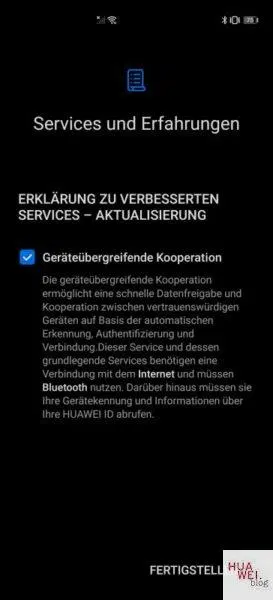 Services und Erfahrungen
ERKLÄRUNG ZU VERBESSERTEN
SERVICES – AKTUALISIERUNG
Geräteübergreifende Kooperation
Die geräteübergreifende Kooperation
ermöglicht eine schnelle Datenfreigabe und
Kooperation zwischen vertrauenswürdigen
Geräten auf Basis der automatischen
Erkennung, Authentifizierung und
Verbindung.Dieser Service und dessen
grundlegende Services benötigen eine
Verbindung mit dem Internet und müssen
Bluetooth nutzen. Darüber hinaus müssen sie
Ihre Gerätekennung und Informationen über
Ihre HUAWEI ID abrufen.
FERTIGSTELL
HUA
WEI.
blog